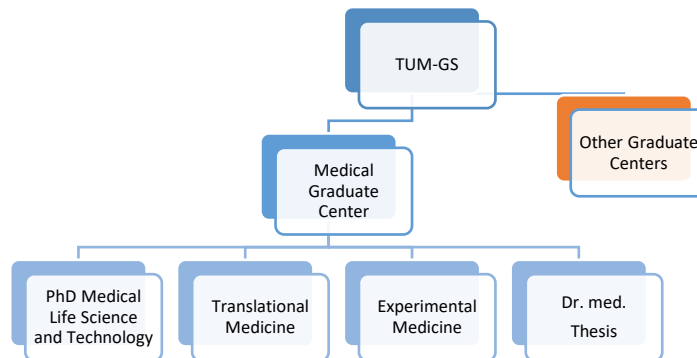 TUM-GS
Other Graduate
Centers
Medical
Graduate
Center
PhD Medical
Life Science
and Technology
Translational
Medicine
Experimental
Medicine
Dr. med.
Thesis